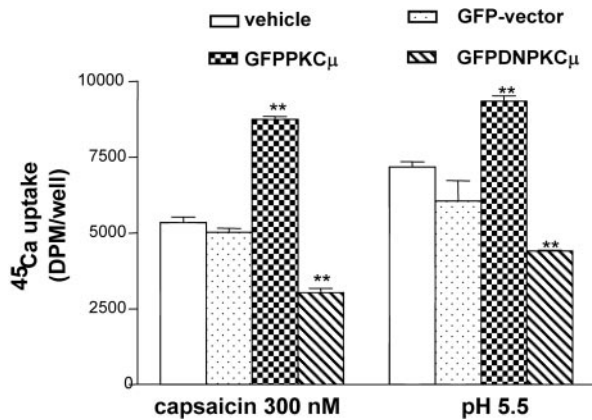 vehicle
GFP-vector
GFPPKCμ
GFPDNPKCμ
10000
7500
5000
2500
0
45Ca uptake
(DPM/well)
**
**
**
**
capsaicin 300 nM
pH 5.5